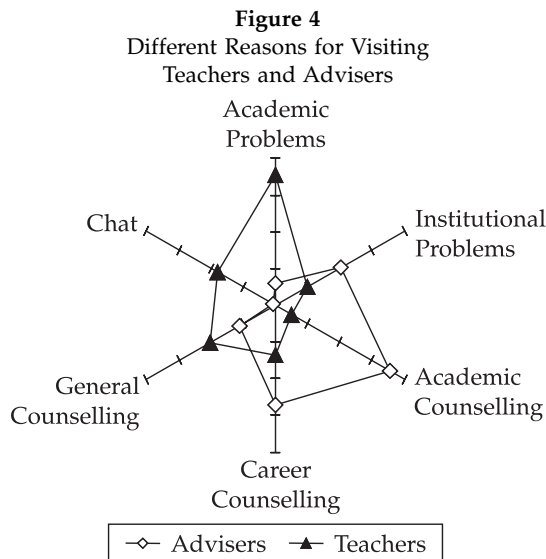 Figure 4
Different Reasons for Visiting
Teachers and Advisers
Academic
Problems
Chat
Institutional
Problems
General
Counselling
Academic
Counselling
Career
Counselling
Advisers Teachers